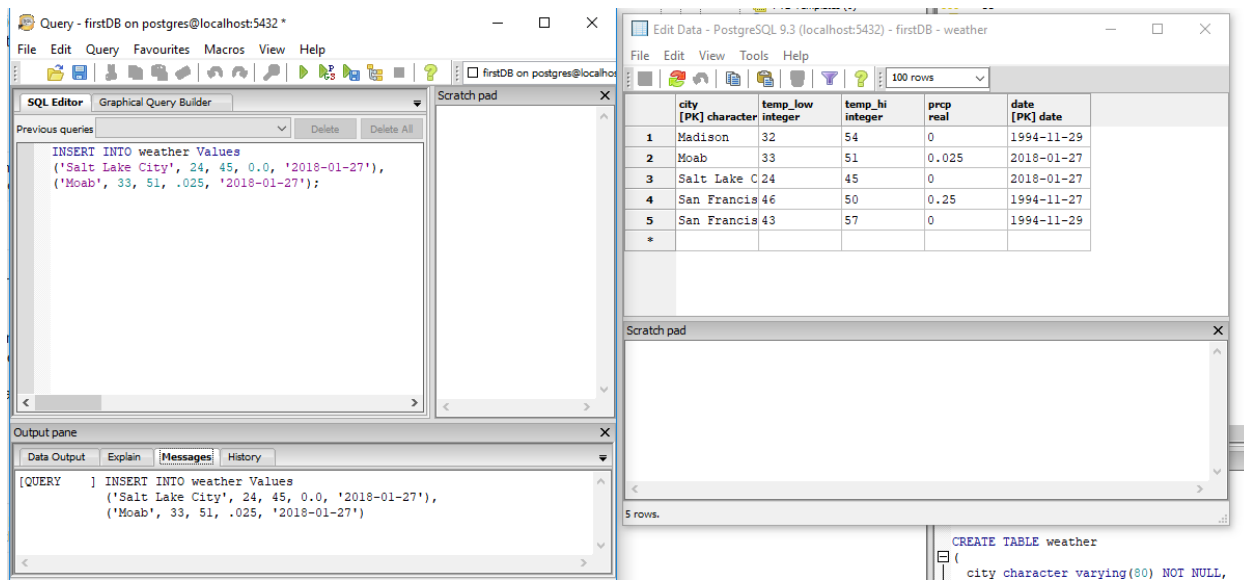 Query - firstDB on postgres@localhost:5432 *
File Edit Query Favourites Macros View Help
firstDB on postgres@localhos
SQL Editor Graphical Query Builder
Previous queries Delete Delete All
INSERT INTO weather Values
('Salt Lake City', 24, 45, 0.0, '2018-01-27'),
('Moab', 33, 51, .025, '2018-01-27');
Scratch pad
Output pane
Data Output Explain Messages History
[QUERY ] INSERT INTO weather Values
('Salt Lake City', 24, 45, 0.0, '2018-01-27'),
('Moab', 33, 51, .025, '2018-01-27')
Edit Data - PostgreSQL 9.3 (localhost:5432) - firstDB - weather
File Edit View Tools Help
100 rows
city temp_low temp_hi prcp date
[PK] character integer integer real [PK] date
1 Madison 32 54 0 1994-11-29
2 Moab 33 51 0.025 2018-01-27
3 Salt Lake C 24 45 0 2018-01-27
4 San Francis 46 50 0.25 1994-11-27
5 San Francis 43 57 0 1994-11-29
*
Scratch pad
5 rows.
CREATE TABLE weather
(
city character varying(80) NOT NULL,